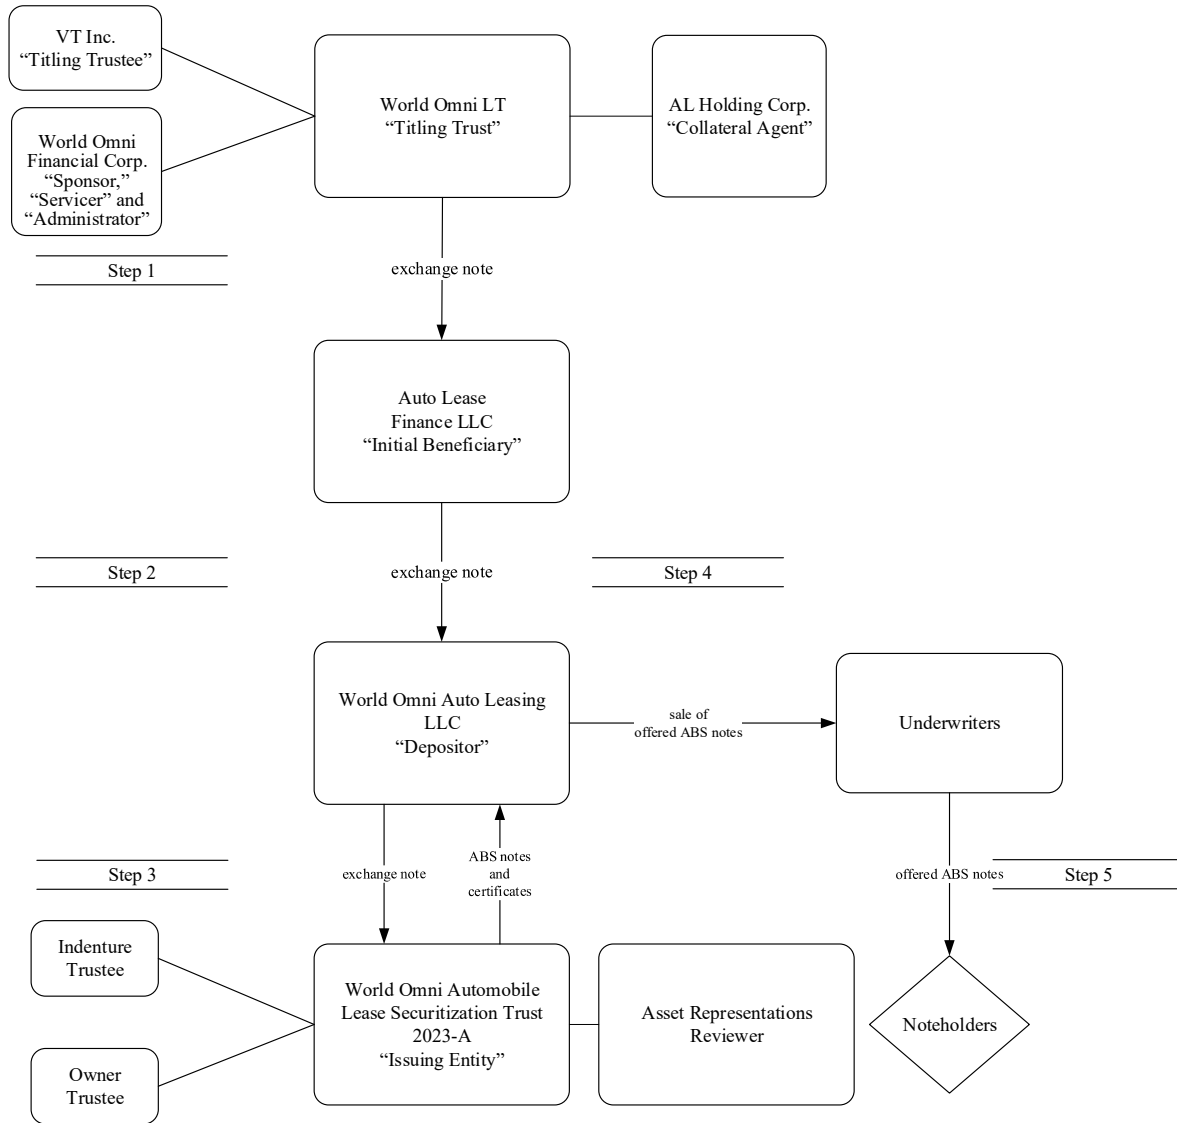 VT Inc.
“Titling Trustee”
World Omni
Financial Corp.
“Sponsor,”
“Servicer” and
“Administrator”
World Omni LT
“Titling Trust”
AL Holding Corp.
“Collateral Agent”
Step 1
exchange note
Auto Lease
Finance LLC
“Initial Beneficiary”
Step 2
exchange note
Step 4
World Omni Auto Leasing
LLC
“Depositor”
sale of
offered ABS notes
Underwriters
Step 3
exchange note
ABS notes
and
certificates
offered ABS notes
Step 5
Indenture
Trustee
Owner
Trustee
World Omni Automobile
Lease Securitization Trust
2023-A
“Issuing Entity”
Asset Representations
Reviewer
Noteholders